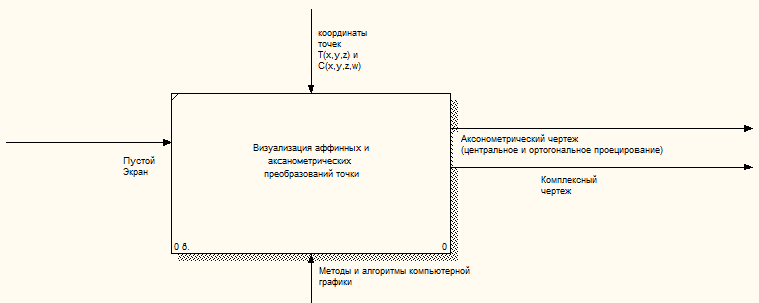 координаты
точек
T(x,y,z) и
C(x,y,z,w)
Визуализация аффинных и
аксанометрических
преобразований точки
Пустой
Экран
Аксонометрический чертеж
(центральное и ортогональное проецирование)
Комплексный
чертеж
0 б.
0
Методы и алгоритмы компьютерной
графики